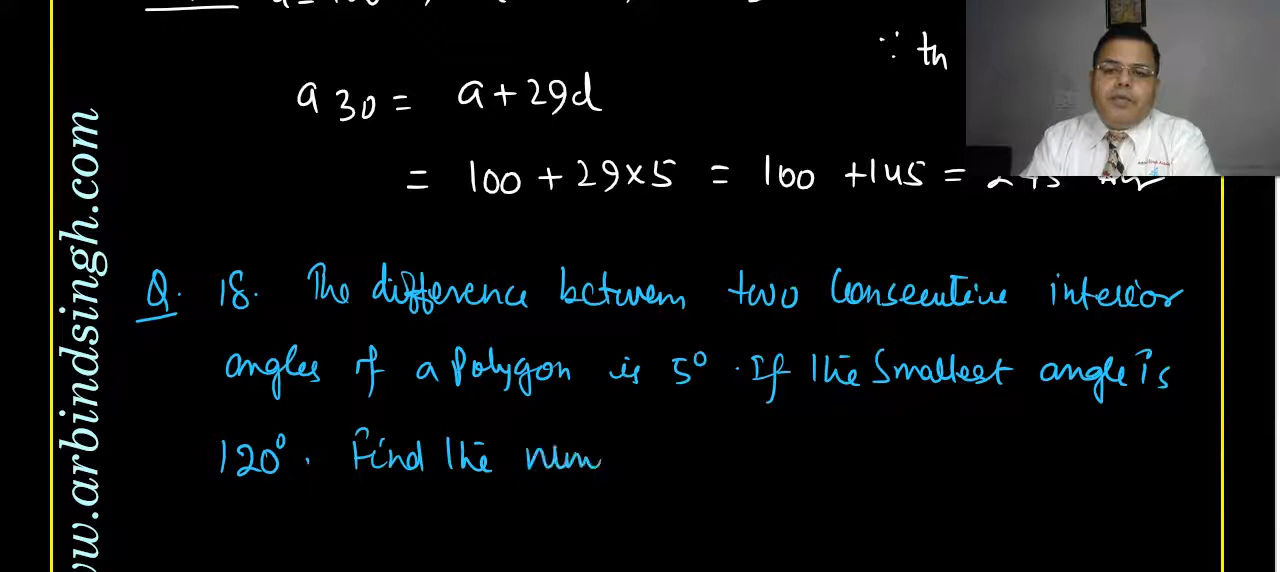 ∵ th
a 30 = a + 29d
= 100 + 29 × 5 = 100 + 145 =
Q. 18. The difference between two Consecutive interior
angles of a Polygon is 5°. If the Smallest angle is
120°. Find the num
www.arbindsingh.com